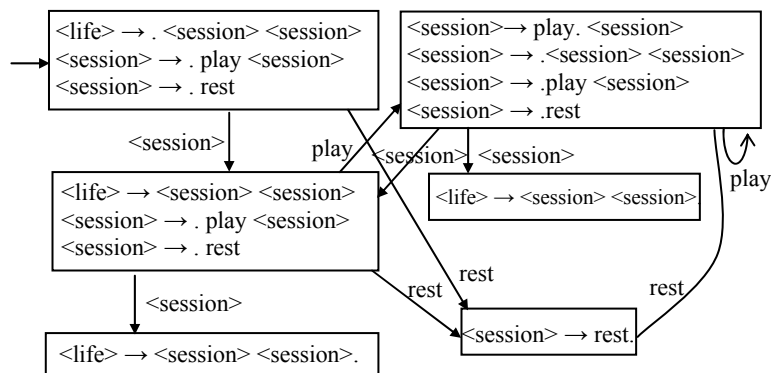 <life> → . <session> <session>
<session> → . play <session>
<session> → . rest
<session>→ play. <session>
<session> → .<session> <session>
<session> → .play <session>
<session> → .rest
<session>
play
<session>
<session>
play
<life> → <session> <session>
<session> → . play <session>
<session> → . rest
<life> → <session> <session>.
rest
rest
rest
<session>
<session> → rest.
<life> → <session> <session>.